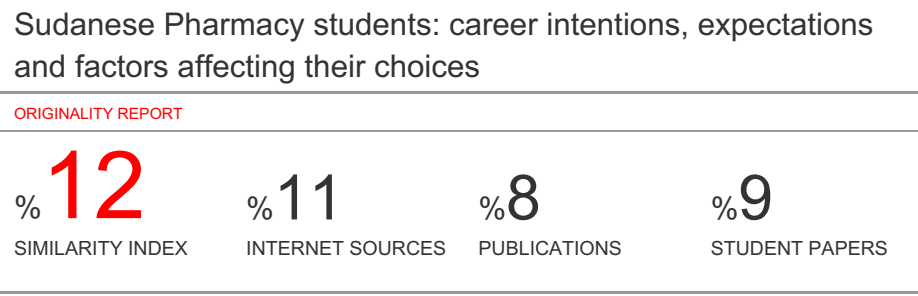 Sudanese Pharmacy students: career intentions, expectations
and factors affecting their choices
ORIGINALITY REPORT
%12 %11 %8 %9
SIMILARITY INDEX INTERNET SOURCES PUBLICATIONS STUDENT PAPERS